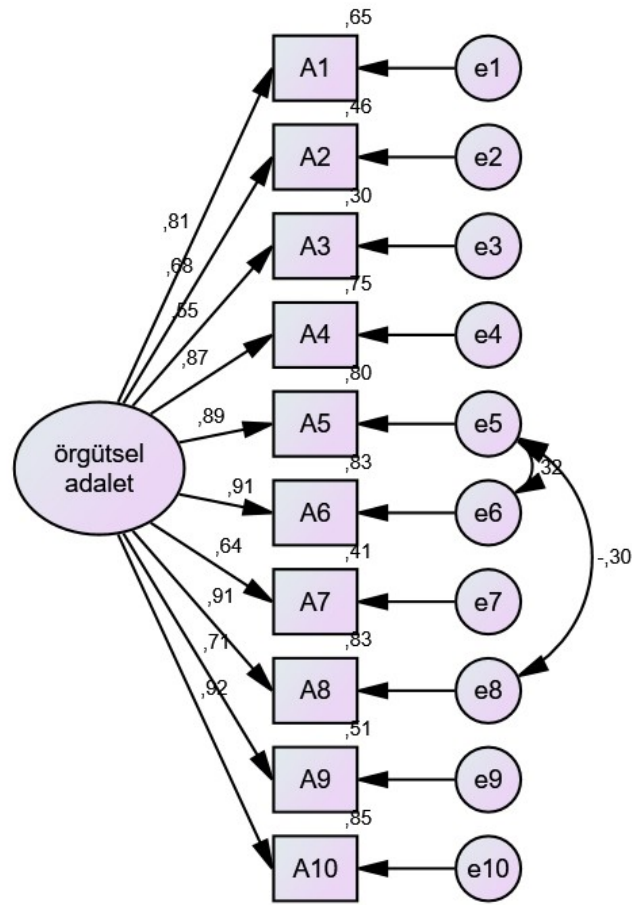 ,65
A1
e1
,46
A2
e2
,30
A3
e3
,75
A4
e4
,80
A5
e5
,83
A6
e6
,41
A7
e7
,83
A8
e8
,51
A9
e9
,85
A10
e10
,81
,68
,55
,87
,89
,91
,64
,91
,71
,92
örgütsel
adalet
,32
-,30